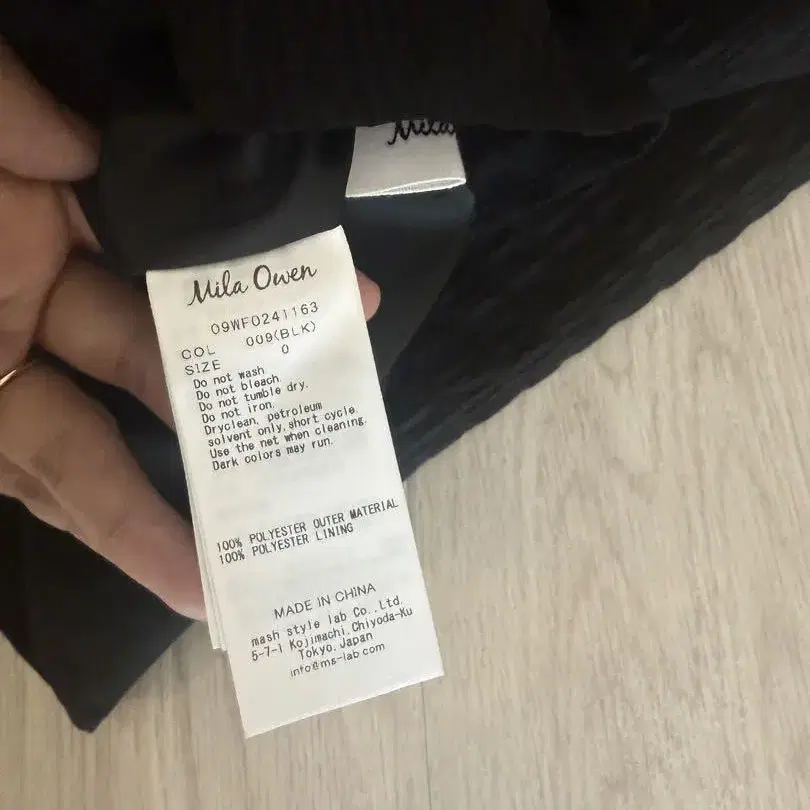 Mila
Mila Owen
09WF0241163
COL 009(BLK)
SIZE 0
Do not wash
Do not bleach.
Do not tumble dry.
Do not iron.
Dryclean, petroleum
solvent only, short cycle.
Use the net when cleaning.
Dark colors may run.
100% POLYESTER OUTER MATERIAL
100% POLYESTER LINING
MADE IN CHINA
mash style lab Co.,Ltd.
5-7-1 Kojimachi,Chiyoda-Ku
Tokyo,Japan
info@ms-lab.com